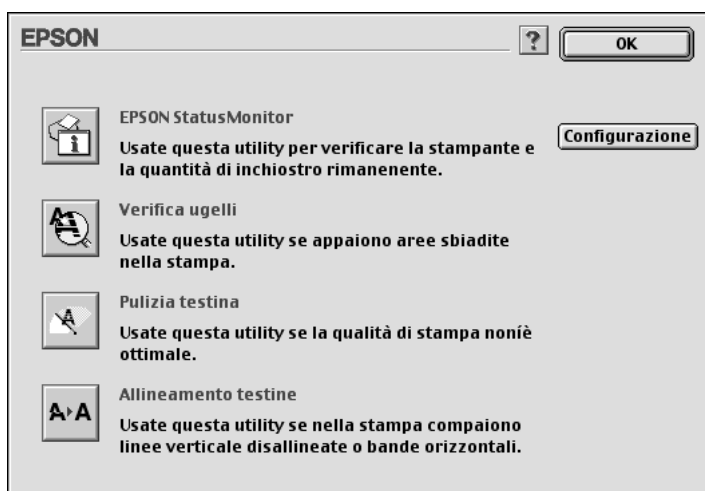 EPSON
?
OK
EPSON StatusMonitor
Usate questa utility per verificare la stampante e
la quantità di inchiostro rimanenente.
Configurazione
Verifica ugelli
Usate questa utility se appaiono aree sbiadite
nella stampa.
Pulizia testina
Usate questa utility se la qualità di stampa noníè
ottimale.
Allineamento testine
Usate questa utility se nella stampa compaiono
linee verticale disallineate o bande orizzontali.